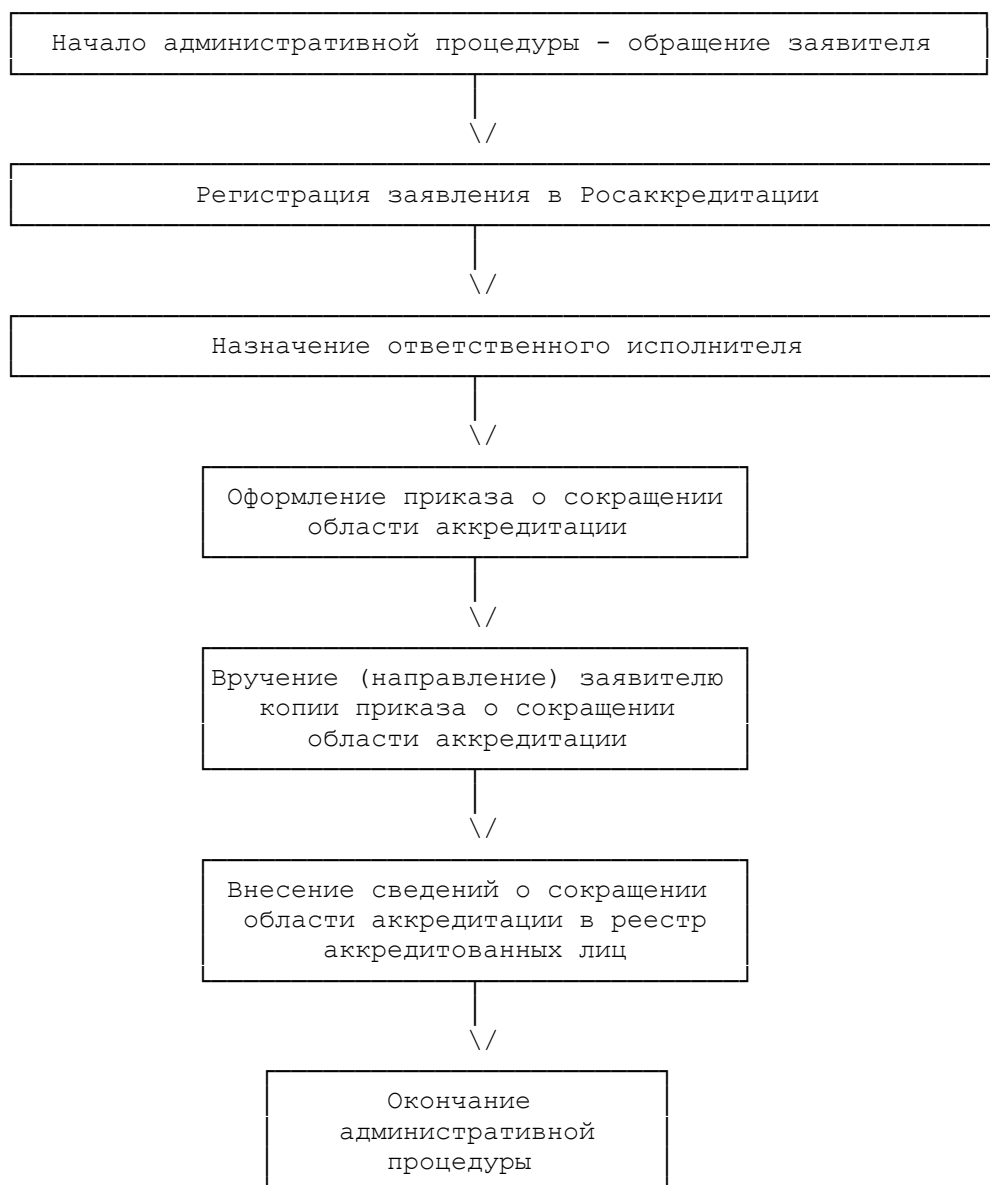 Начало административной процедуры - обращение заявителя
\/
Регистрация заявления в Росаккредитации
\/
Назначение ответственного исполнителя
\/
Оформление приказа о сокращении
области аккредитации
\/
Вручение (направление) заявителю
копии приказа о сокращении
области аккредитации
\/
Внесение сведений о сокращении
области аккредитации в реестр
аккредитованных лиц
\/
Окончание
административной
процедуры